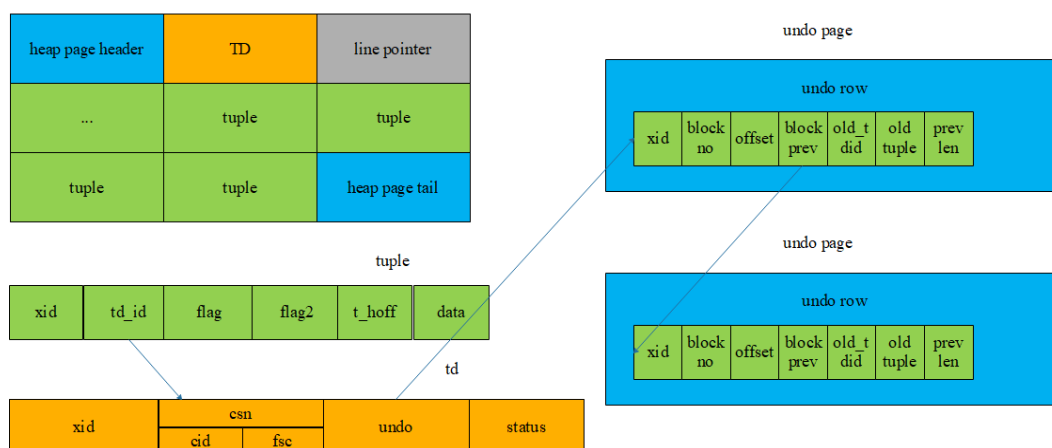 heap page header
TD
line pointer
...
tuple
tuple
tuple
tuple
heap page tail
tuple
xid
td_id
flag
flag2
t_hoff
data
td
xid
csn
cid
fsc
undo
status
undo page
undo row
xid
block
no
offset
block
prev
old_t
did
old
tuple
prev
len
undo page
undo row
xid
block
no
offset
block
prev
old_t
did
old
tuple
prev
len